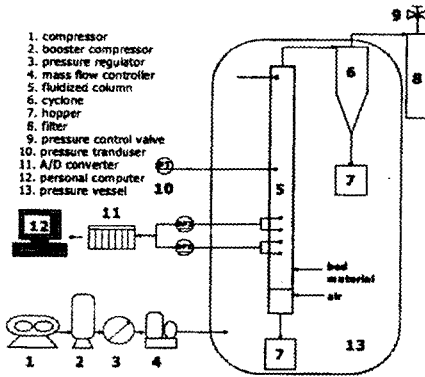 1. compressor
2. booster compressor
3. pressure regulator
4. mass flow controller
5. fluidized column
6. cyclone
7. hopper
8. filter
9. pressure control valve
10. pressure tranduser
11. A/D converter
12. personal computer
13. pressure vessel
9
6
8
7
10
5
12
11
bed
material
air
1
2
3
4
7
13